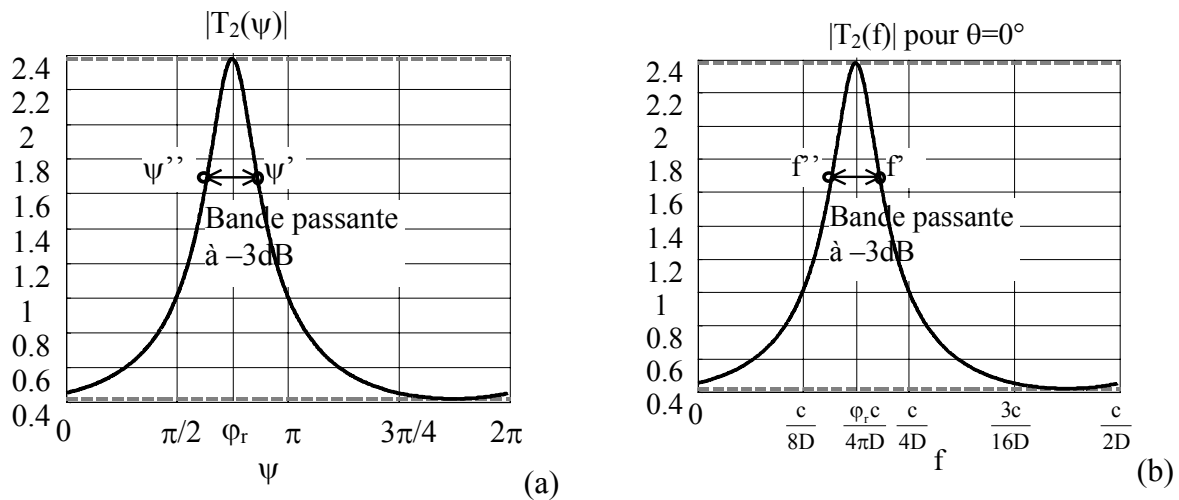 |T₂(ψ)|
(a)
2.4
2.2
2
1.8
1.6
1.4
1.2
1
0.8
0.6
0.4
ψ’’ ψ’
Bande passante
à –3dB
0 π/2 φᵣ π 3π/4 2π
ψ
(a)
|T₂(f)| pour θ=0°
(b)
2.4
2.2
2
1.8
1.6
1.4
1.2
1
0.8
0.6
0.4
f’’ f’
Bande passante
à –3dB
0 c/8D φᵣc/4πD c/4D 3c/16D c/2D
f
(b)